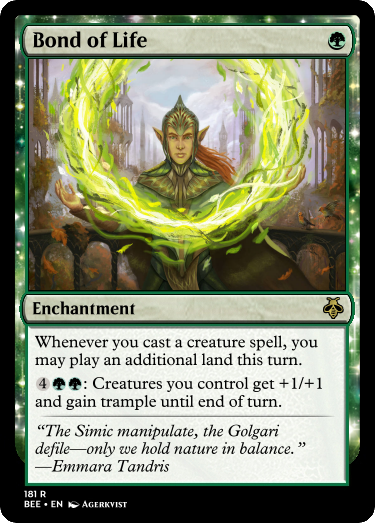 Bond of Life
Enchantment
Whenever you cast a creature spell, you
may play an additional land this turn.
4: Creatures you control get +1/+1
and gain trample until end of turn.
“The Simic manipulate, the Golgari
defile—only we hold nature in balance.”
—Emmara Tandris
181 R
BEE • EN Agerkvist